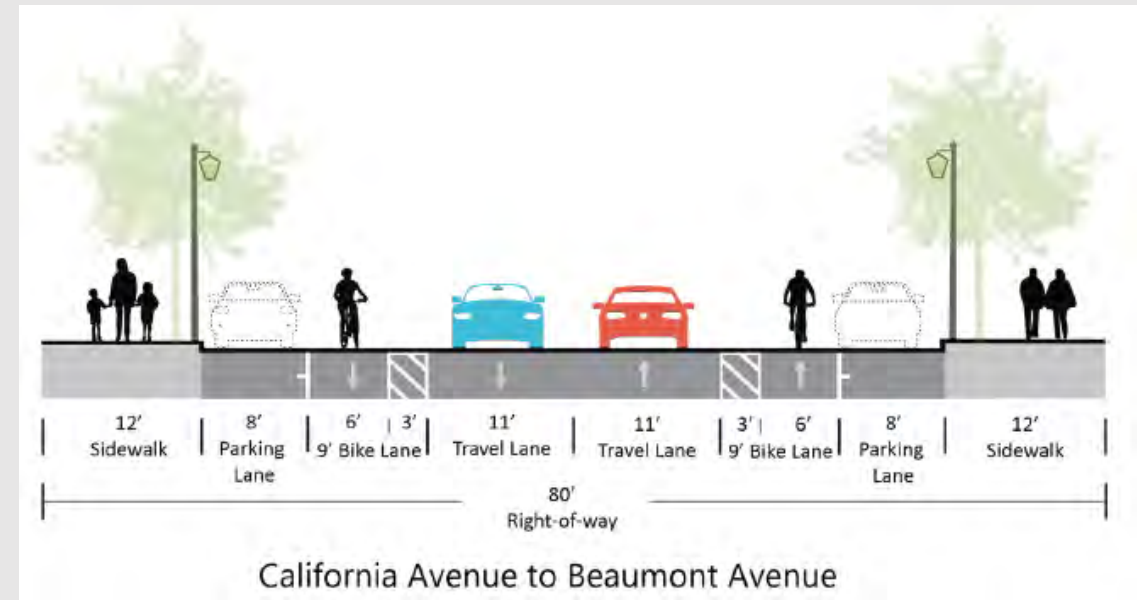 12' 8' 6' 3' 11' 11' 3' 6' 8' 12'
Sidewalk Parking 9' Bike Lane Travel Lane Travel Lane 9' Bike Lane Parking Sidewalk
Lane Lane
80'
Right-of-way
California Avenue to Beaumont Avenue